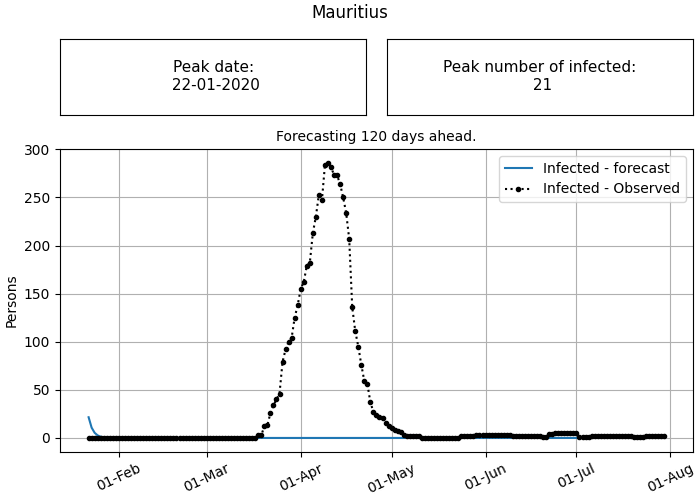 Mauritius
Peak date:
22-01-2020
Peak number of infected:
21
Forecasting 120 days ahead.
Infected - forecast
Infected - Observed
Persons
300
250
200
150
100
50
0
01-Feb
01-Mar
01-Apr
01-May
01-Jun
01-Jul
01-Aug